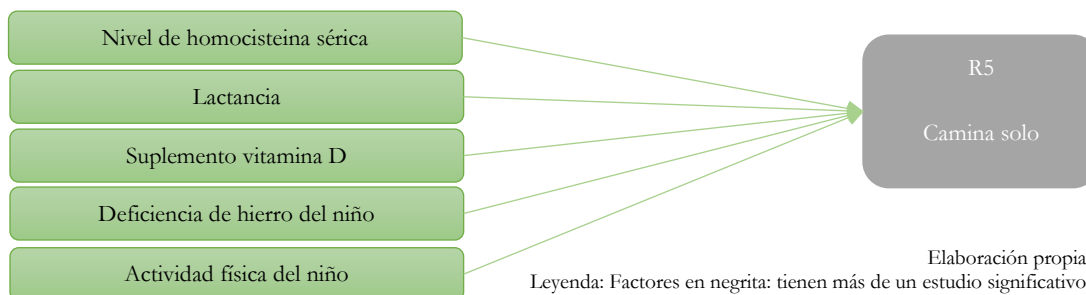 Nivel de homocisteina sérica
Lactancia
Suplemento vitamina D
Deficiencia de hierro del niño
Actividad física del niño
R5
Camina solo
Elaboración propia
Leyenda: Factores en negrita: tienen más de un estudio significativo